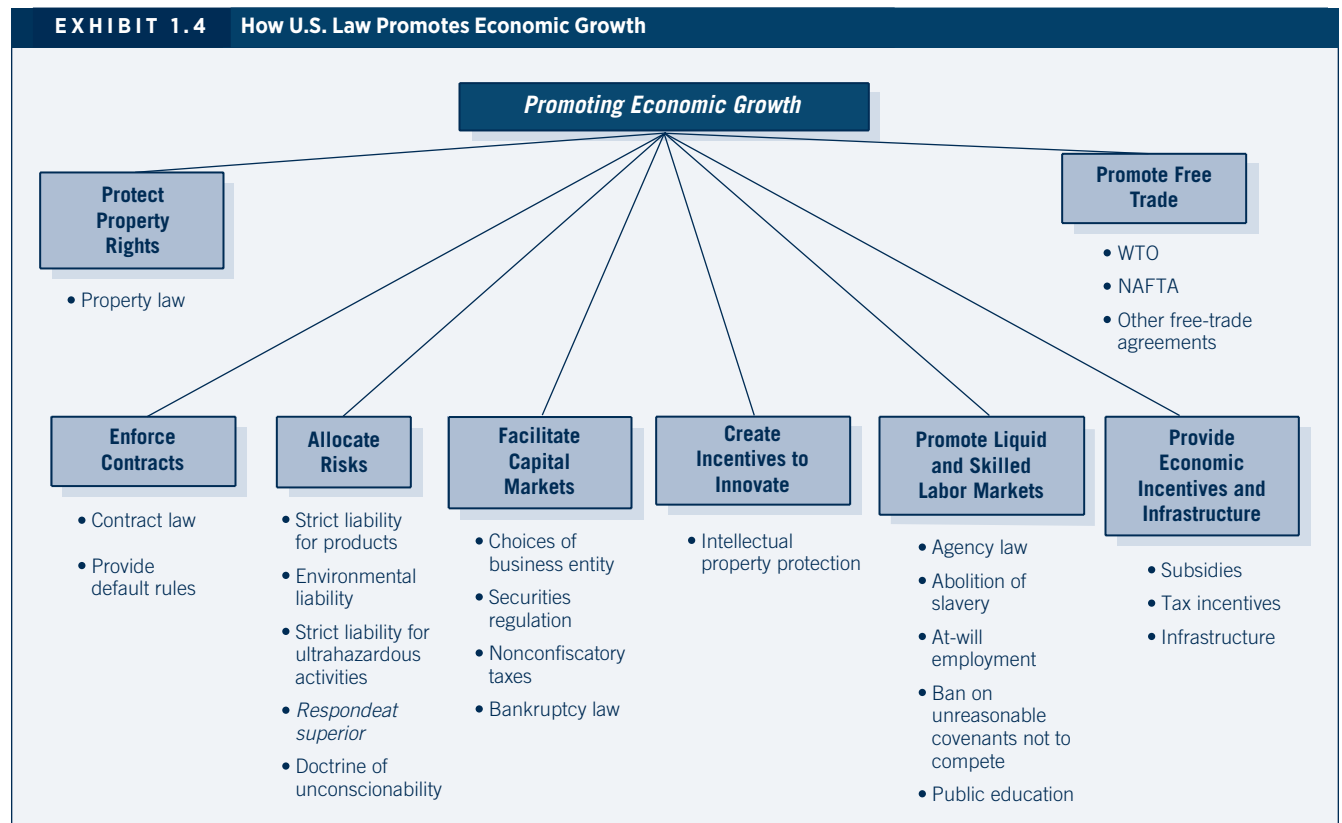 EXHIBIT 1.4 How U.S. Law Promotes Economic Growth
Promoting Economic Growth
Protect
Property
Rights
• Property law
Promote Free
Trade
• WTO
• NAFTA
• Other free-trade
agreements
Enforce
Contracts
• Contract law
• Provide
default rules
Allocate
Risks
• Strict liability
for products
• Environmental
liability
• Strict liability for
ultrahazardous
activities
• Respondeat
superior
• Doctrine of
unconscionability
Facilitate
Capital
Markets
• Choices of
business entity
• Securities
regulation
• Nonconfiscatory
taxes
• Bankruptcy law
Create
Incentives to
Innovate
• Intellectual
property protection
Promote Liquid
and Skilled
Labor Markets
• Agency law
• Abolition of
slavery
• At-will
employment
• Ban on
unreasonable
covenants not to
compete
• Public education
Provide
Economic
Incentives and
Infrastructure
• Subsidies
• Tax incentives
• Infrastructure